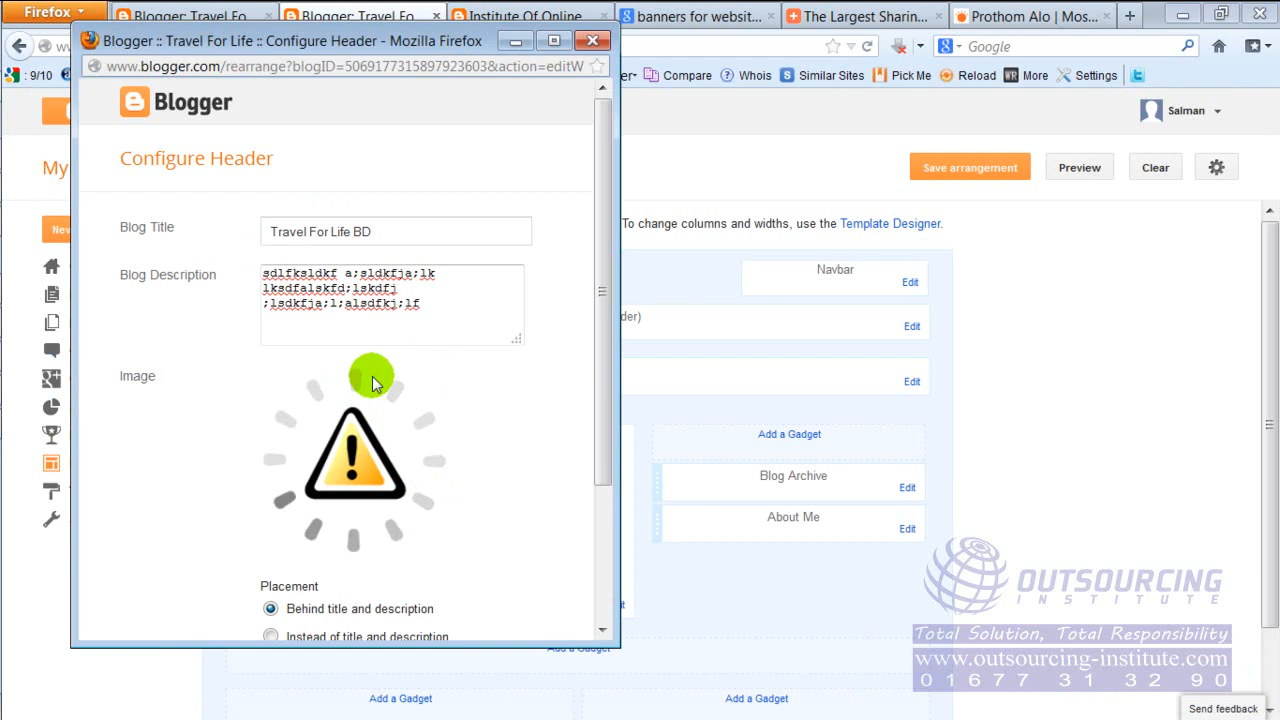 Firefox
Blogger: Travel Fo...
Blogger: Travel Fo...
Institute Of Online...
banners for websit...
The Largest Sharin...
Prothom Alo | Mos...
Blogger :: Travel For Life :: Configure Header - Mozilla Firefox
www.blogger.com/rearrange?blogID=5069177315897923603&action=editW
Google
9/10
Compare
Whois
Similar Sites
Pick Me
Reload
More
Settings
Blogger
Salman
My
Configure Header
Save arrangement
Preview
Clear
New
Blog Title
Travel For Life BD
To change columns and widths, use the Template Designer.
Blog Description
sdlfksldkf a;sldkfja;lk
lksdfalskfd;lskdfj
;lsdkfja;l;alsdfkj;lf
Navbar
Edit
der)
Edit
Image
Edit
Add a Gadget
Blog Archive
Edit
About Me
Edit
Placement
Behind title and description
Instead of title and description
Add a Gadget
Add a Gadget
Add a Gadget
OUTSOURCING
INSTITUTE
Total Solution, Total Responsibility
www.outsourcing-institute.com
01677 31 32 90
Send feedback